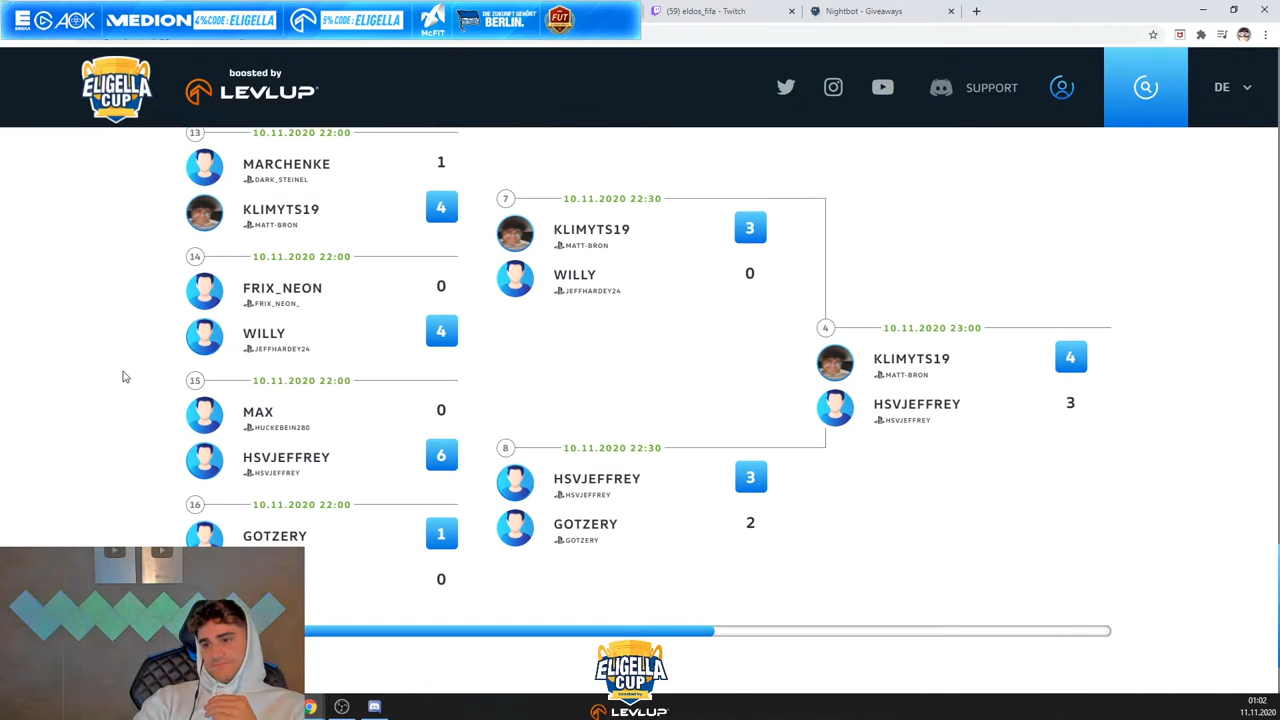 AOK
MEDION
4%CODE:ELIGELLA
5% CODE:ELIGELLA
McFIT
DIE ZUKUNFT GEHÖRT
BERLIN.
FUT
(59) eldos_fifa - Twitch
Nightbot - Giveaways
ELIGELLA
CUP
boosted by
LEVLUP
SUPPORT
DE
13
10.11.2020 22:00
MARCHENKE
1
DARK_STEINEL
KLIMYTS19
4
MATT-BRON
14
10.11.2020 22:00
FRIX_NEON
0
FRIX_NEON_
WILLY
4
JEFFHARDEY24
15
10.11.2020 22:00
MAX
0
HUCKEBEIN280
HSVJEFFREY
6
HSVJEFFREY
16
10.11.2020 22:00
GOTZERY
1
0
7
10.11.2020 22:30
KLIMYTS19
3
MATT-BRON
WILLY
0
JEFFHARDEY24
8
10.11.2020 22:30
HSVJEFFREY
3
HSVJEFFREY
GOTZERY
2
GOTZERY
4
10.11.2020 23:00
KLIMYTS19
4
MATT-BRON
HSVJEFFREY
3
HSVJEFFREY
ELIGELLA
CUP
LEVLUP
01:02
11.11.2020